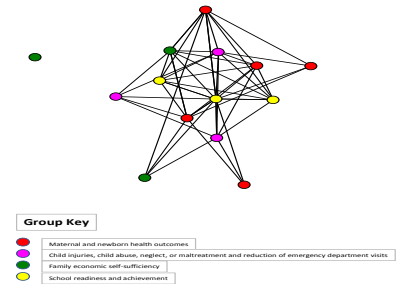 Group Key
Maternal and newborn health outcomes
Child injuries, child abuse, neglect, or maltreatment and reduction of emergency department visits
Family economic self-sufficiency
School readiness and achievement